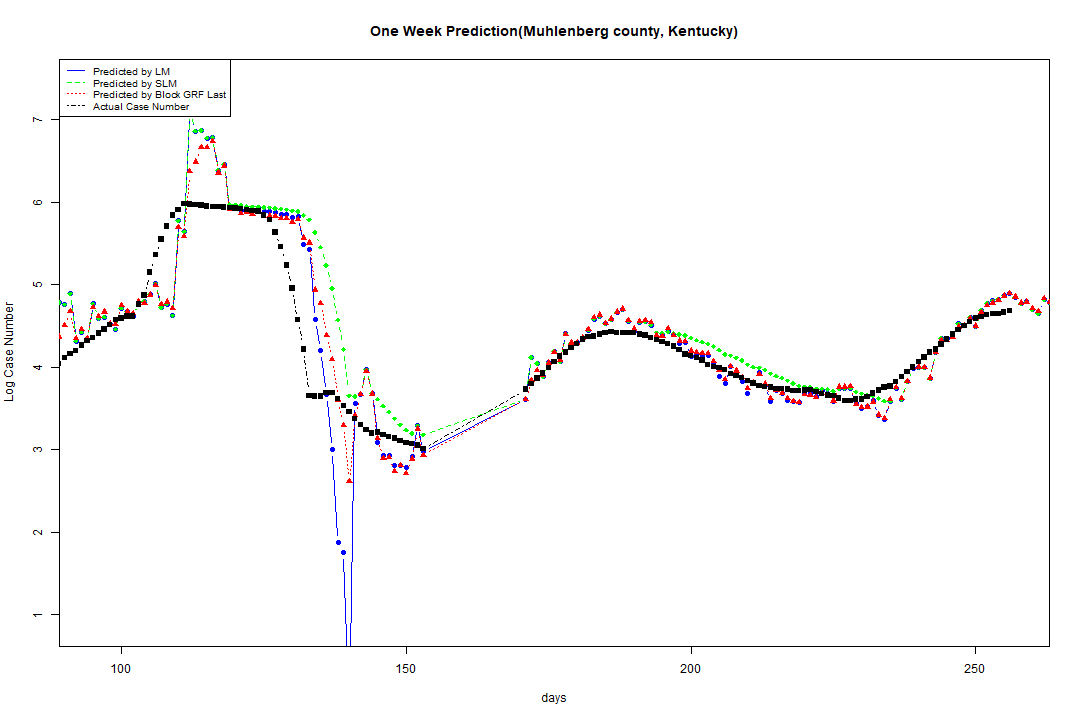 One Week Prediction(Muhlenberg county, Kentucky)
Predicted by LM
Predicted by SLM
Predicted by Block GRF Last
Actual Case Number
7
6
5
4
3
2
1
Log Case Number
100 150 200 250
days